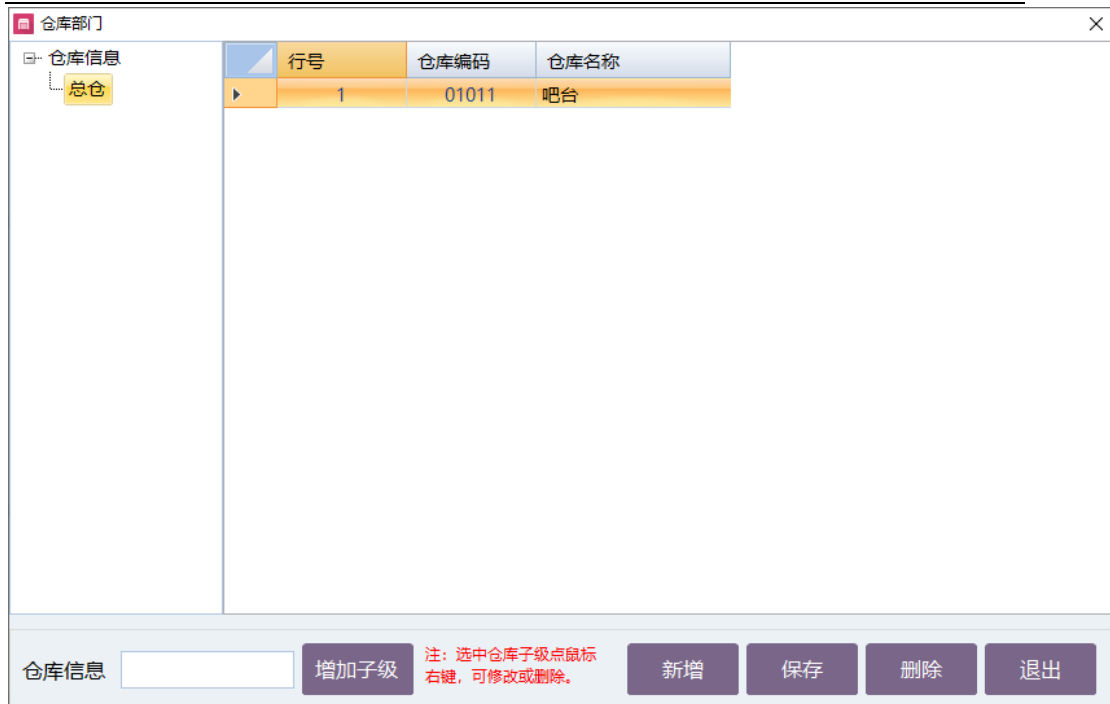 仓库部门
仓库信息
总仓
行号 仓库编码 仓库名称
1 01011 吧台
仓库信息 增加子级
注：选中仓库子级点鼠标
右键，可修改或删除。
新增 保存 删除 退出